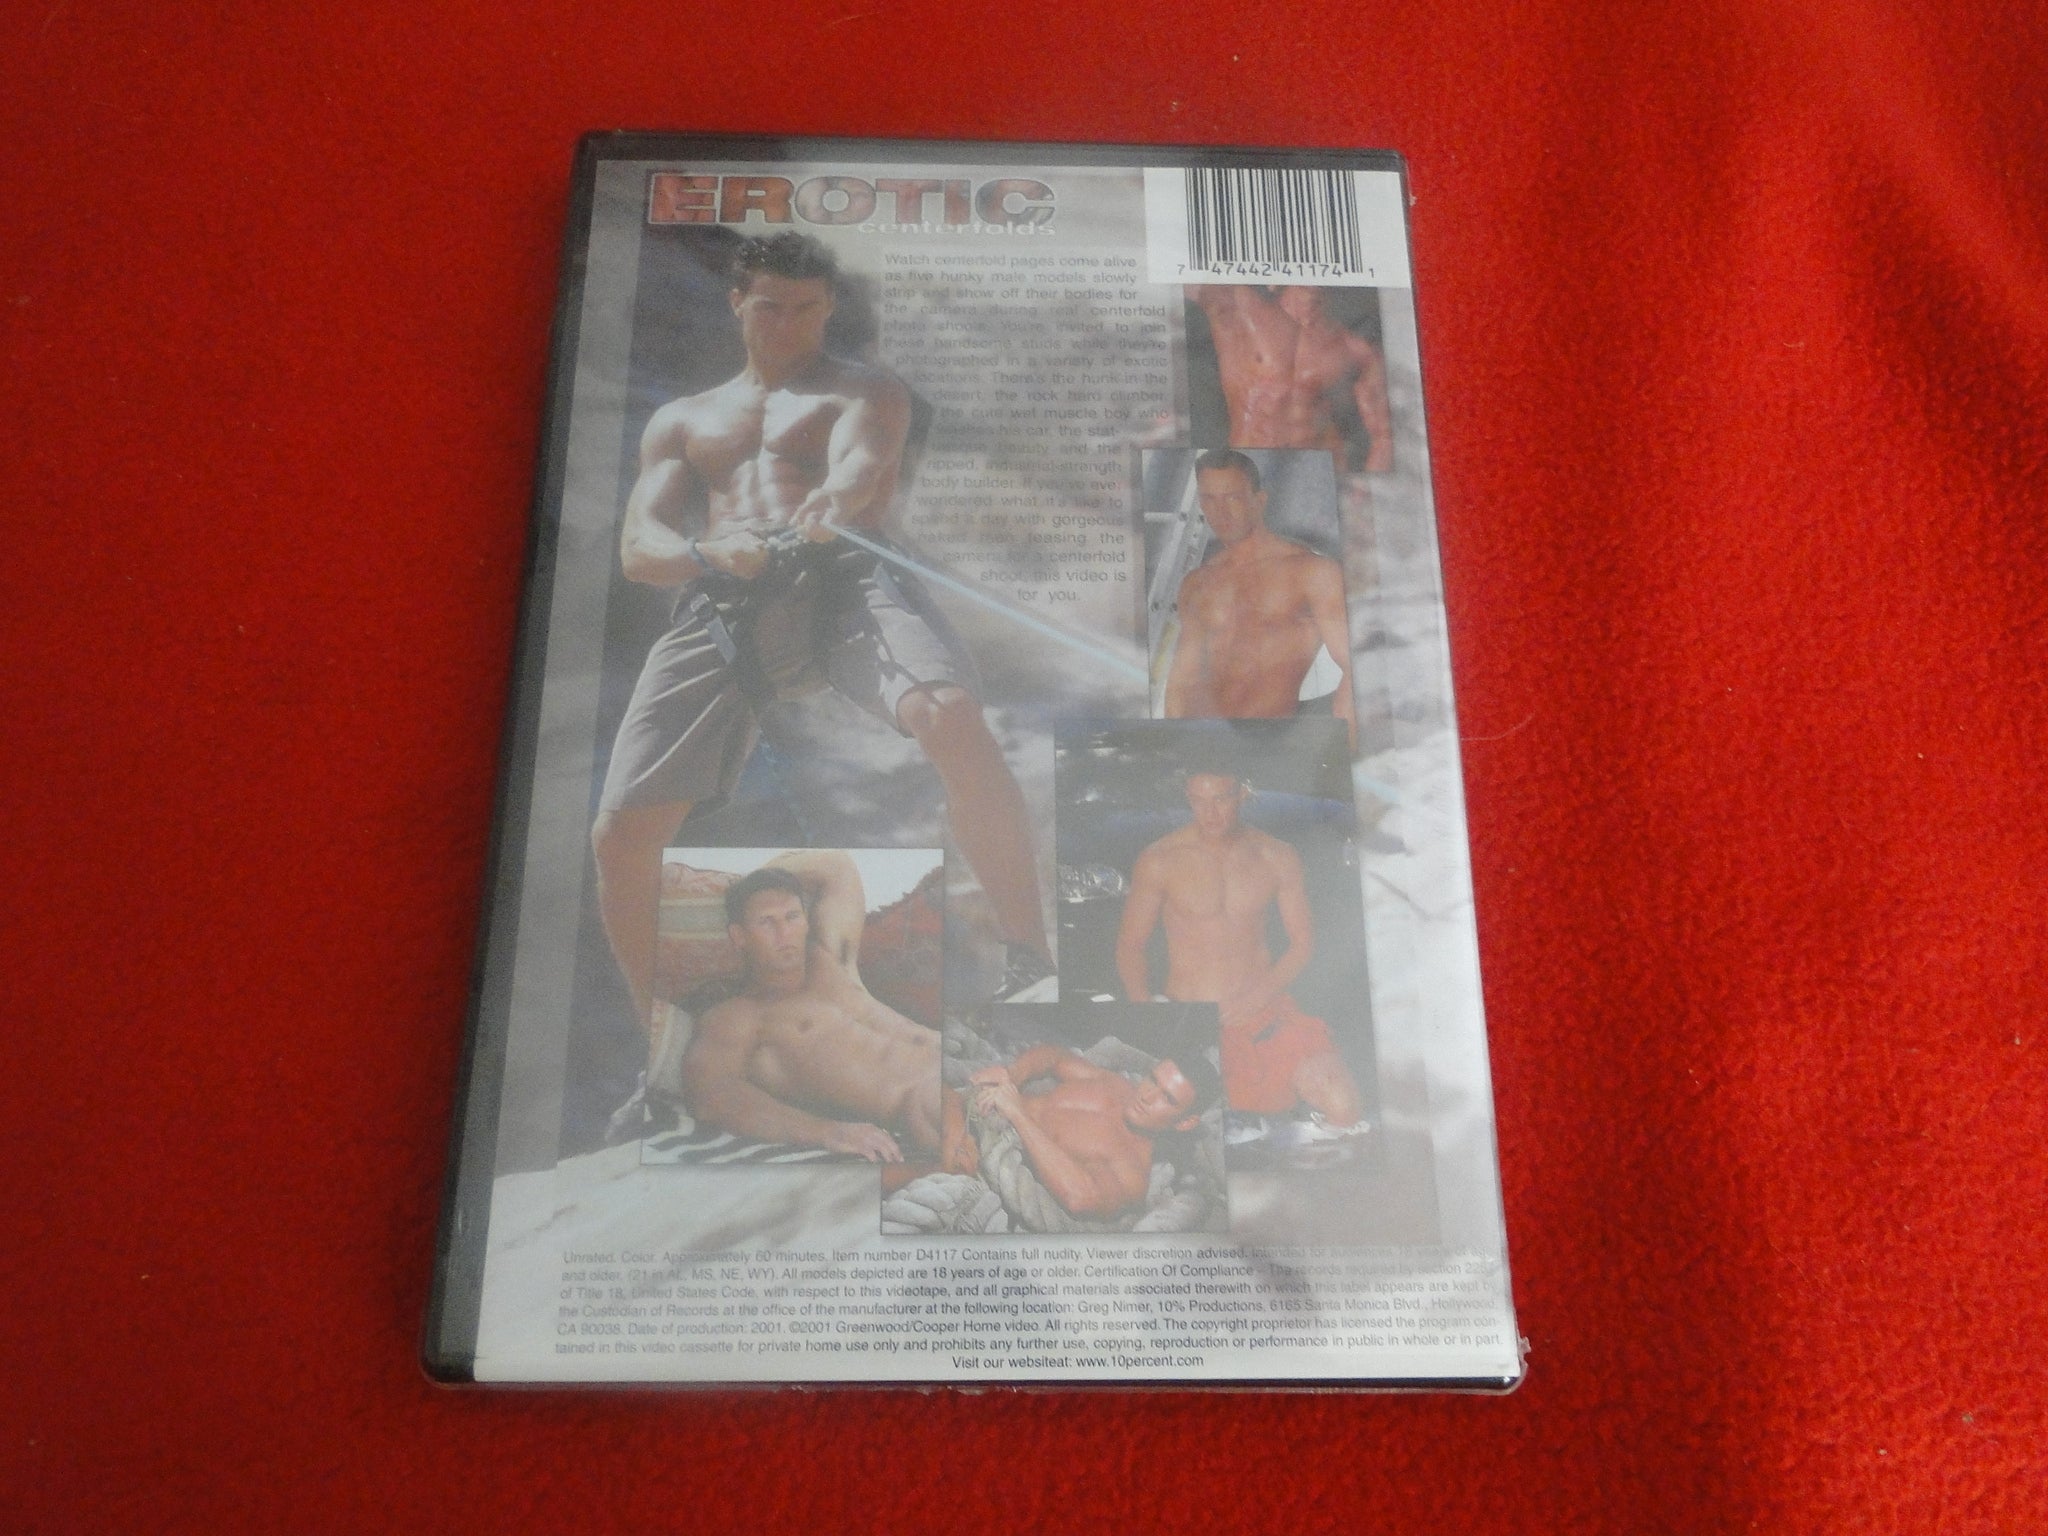 EROTIC
centerfolds
7 47442 41174 1
Watch centerfold pages come alive
as five hunky male models slowly
strip and show off their bodies for
the camera during real centerfold
photo shoots. You're invited to join
these handsome studs while they're
photographed in a variety of exotic
locations. There's the hunk in the
desert, the rock hard climber,
the cute wet muscle boy who
washes his car, the stat-
uesque beauty and the
ripped, industrial-strength
body builder. If you've ever
wondered what it's like to
spend a day with gorgeous
naked men teasing the
camera for a centerfold
shoot, this video is
for you.
Unrated. Color. Approximately 60 minutes. Item number D4117 Contains full nudity. Viewer discretion advised. Intended for audiences 18 years of age
and older. (21 in AL, MS, NE, WY). All models depicted are 18 years of age or older. Certification Of Compliance – The records required by section 2257
of Title 18, United States Code, with respect to this videotape, and all graphical materials associated therewith on which this label appears are kept by
the Custodian of Records at the office of the manufacturer at the following location: Greg Nimer, 10% Productions, 6165 Santa Monica Blvd., Hollywood,
CA 90038. Date of production: 2001. ©2001 Greenwood/Cooper Home video. All rights reserved. The copyright proprietor has licensed the program con-
tained in this video cassette for private home use only and prohibits any further use, copying, reproduction or performance in public in whole or in part.
Visit our websiteat: www.10percent.com